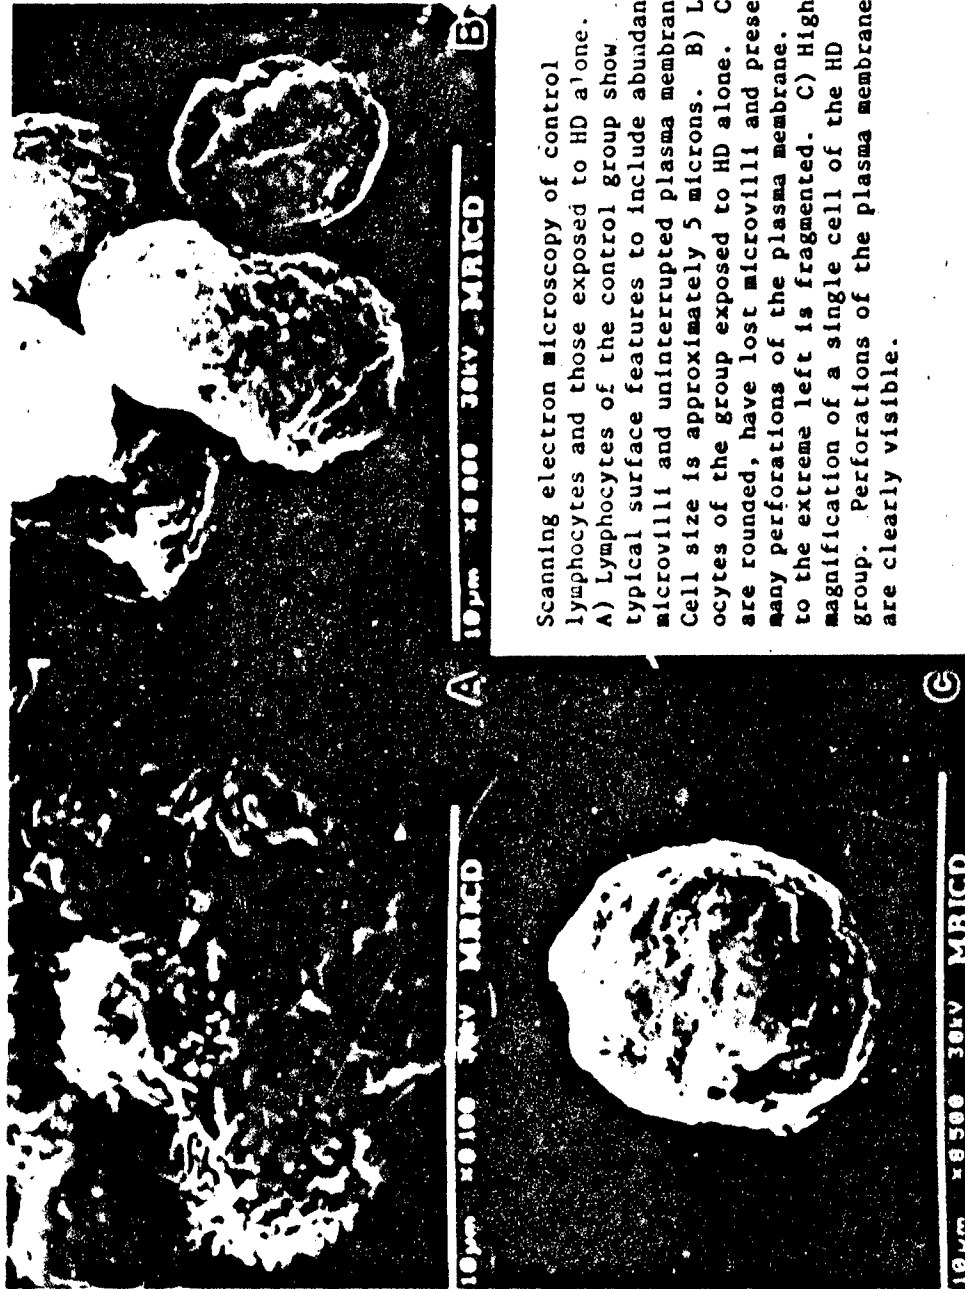 A
10µm x8100 MRICD
B
10µm x8000 30kV MRICD
C
10µm x8500 30kV MRICD
Scanning electron microscopy of control
lymphocytes and those exposed to HD alone.
A) Lymphocytes of the control group show
typical surface features to include abundan
microvilli and uninterrupted plasma membran
Cell size is approximately 5 microns. B) L
ocytes of the group exposed to HD alone. C
are rounded, have lost microvilli and prese
many perforations of the plasma membrane.
to the extreme left is fragmented. C) High
magnification of a single cell of the HD
group. Perforations of the plasma membrane
are clearly visible.